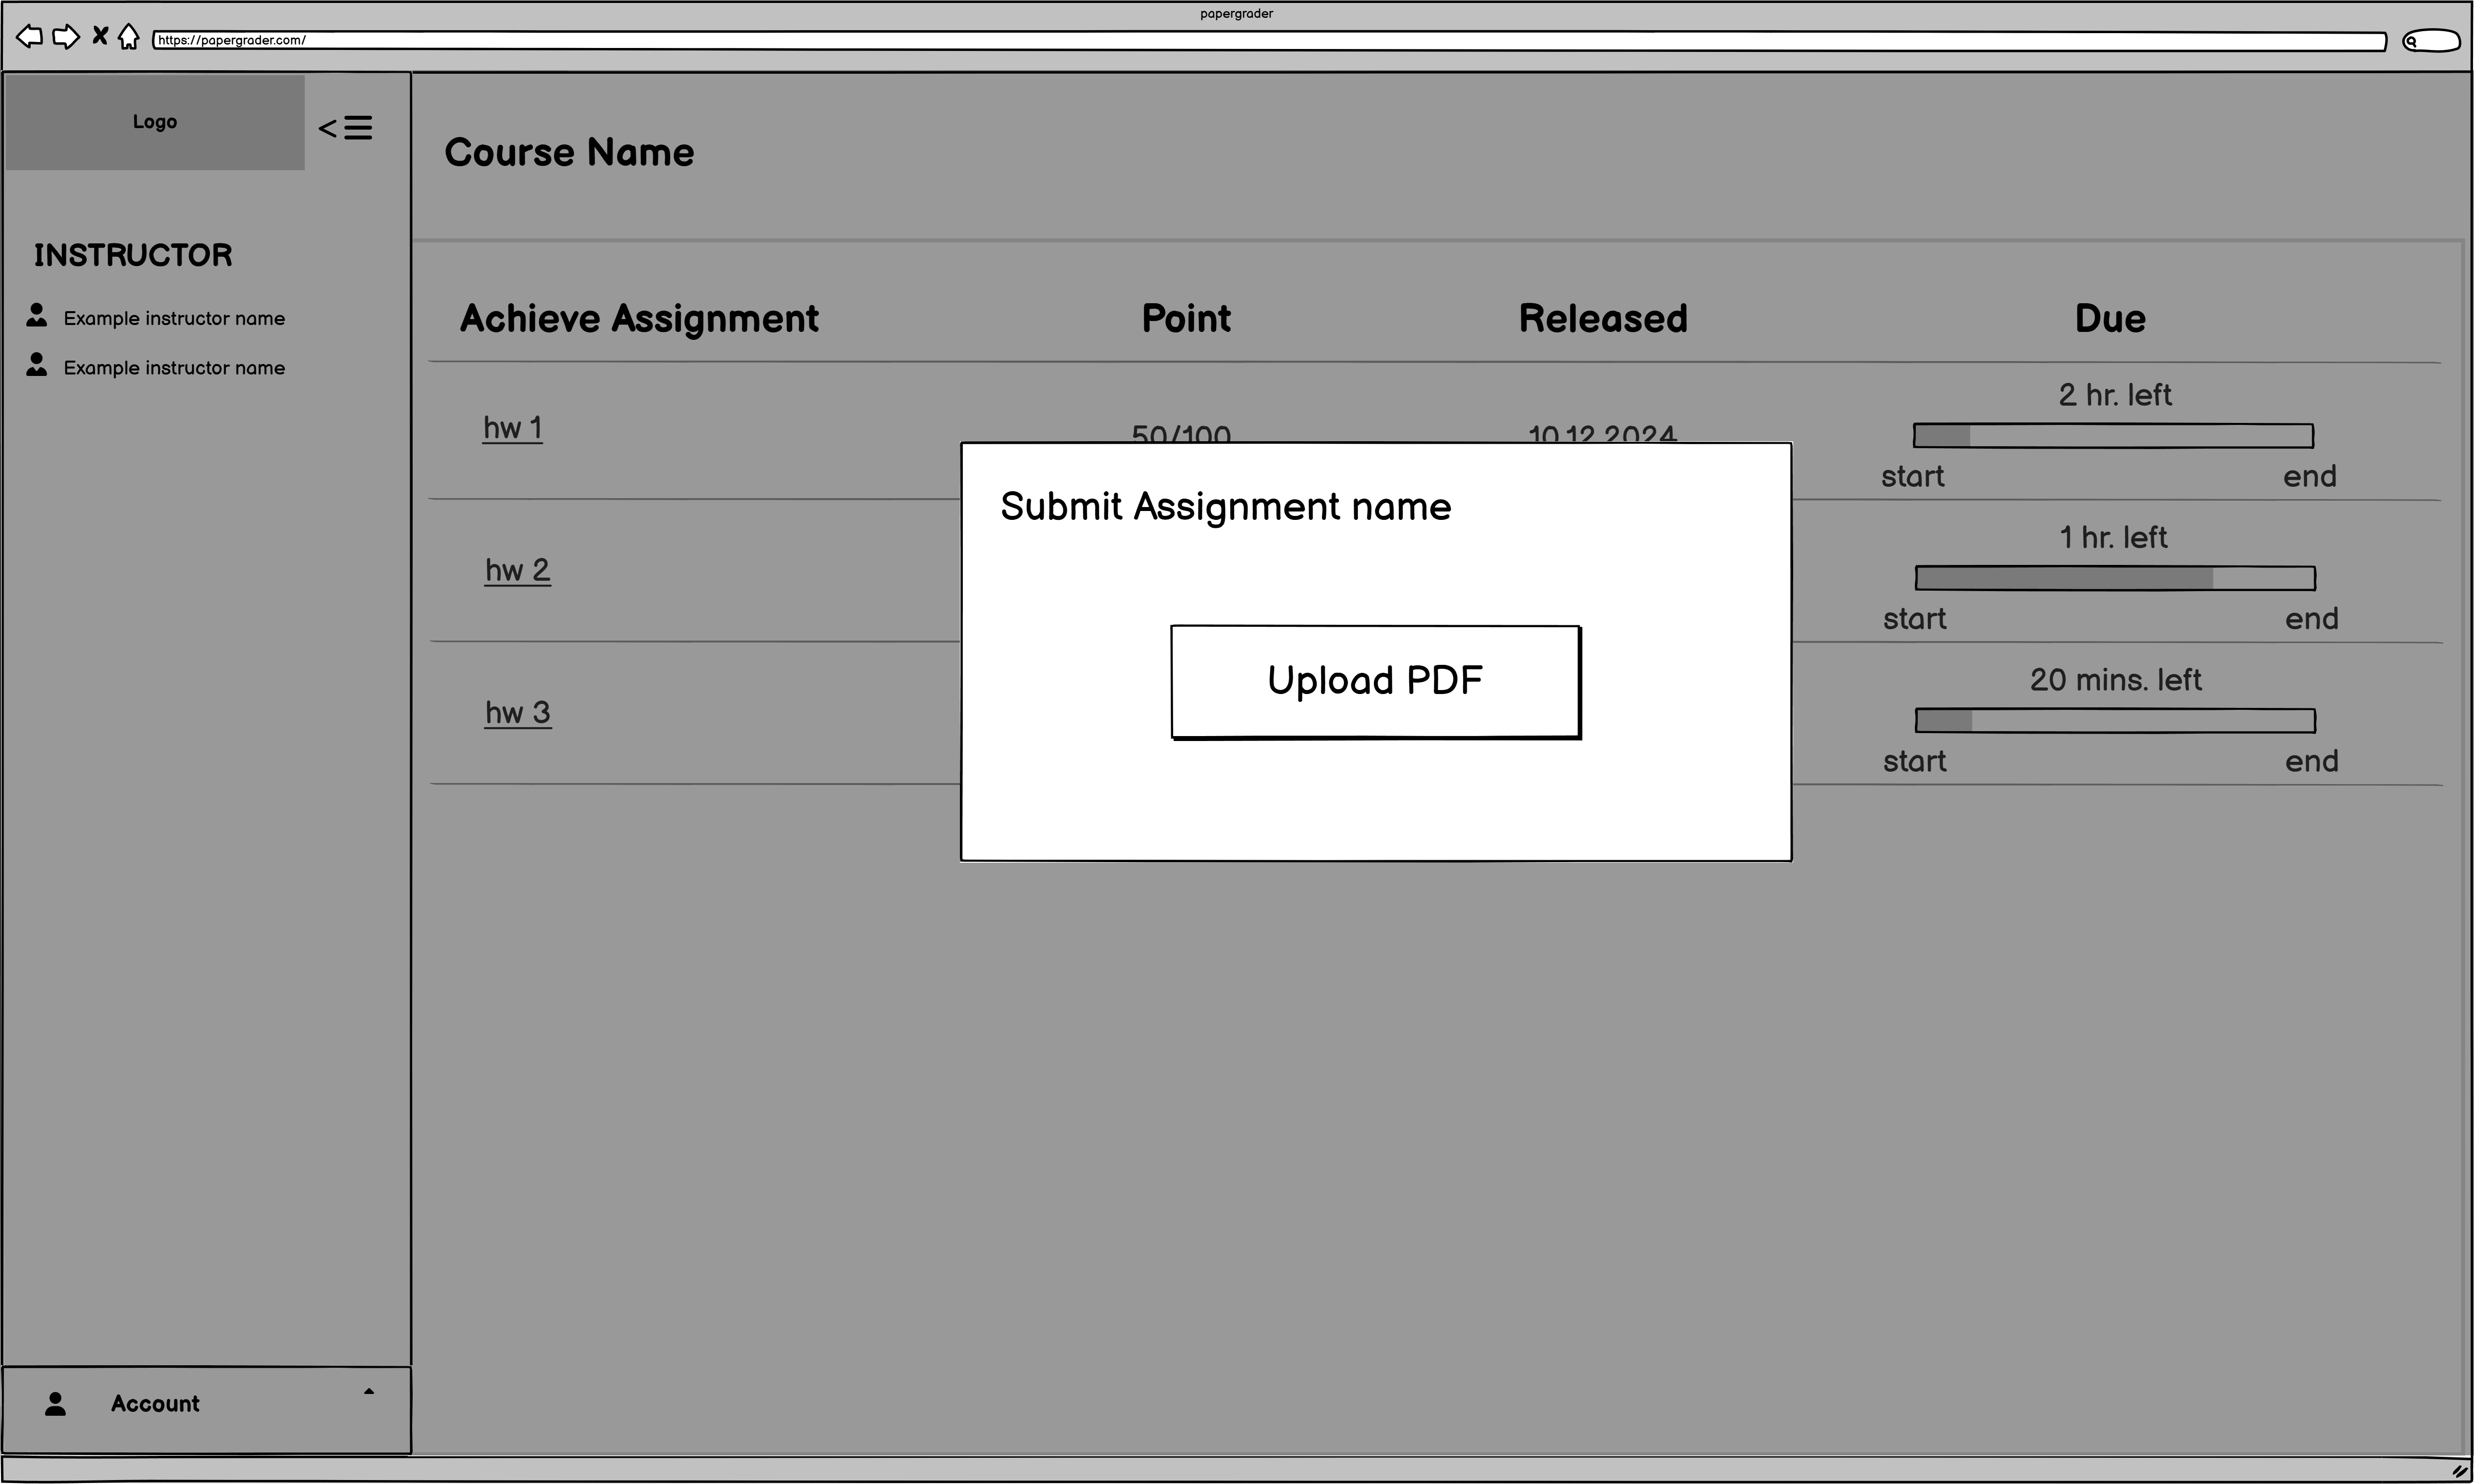 papergrader
https://papergrader.com/
Logo
<
Course Name
INSTRUCTOR
Example instructor name
Example instructor name
Achieve Assignment Point Released Due
hw 1 50/100 10.12.2024 2 hr. left
start end
hw 2 1 hr. left
start end
hw 3 20 mins. left
start end
Submit Assignment name
Upload PDF
Account